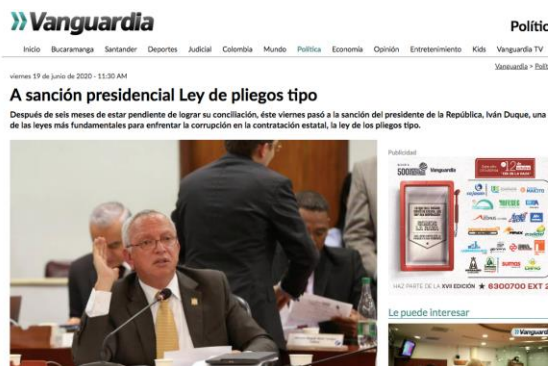 Vanguardia
Polític
Inicio Bucaramanga Santander Deportes Judicial Colombia Mundo Política Economía Opinión Entretenimiento Kids Vanguardia TV
Vanguardia > Polít
viernes 19 de junio de 2020 - 11:30 AM
A sanción presidencial Ley de pliegos tipo
Después de seis meses de estar pendiente de lograr su conciliación, éste viernes pasó a la sanción del presidente de la República, Iván Duque, una
de las leyes más fundamentales para enfrentar la corrupción en la contratación estatal, la ley de los pliegos tipo.
Publicidad
500 Vanguardia
HAZ PARTE DE LA XVII EDICIÓN ★ 6300700 EXT 2
Le puede interesar
Vanguard